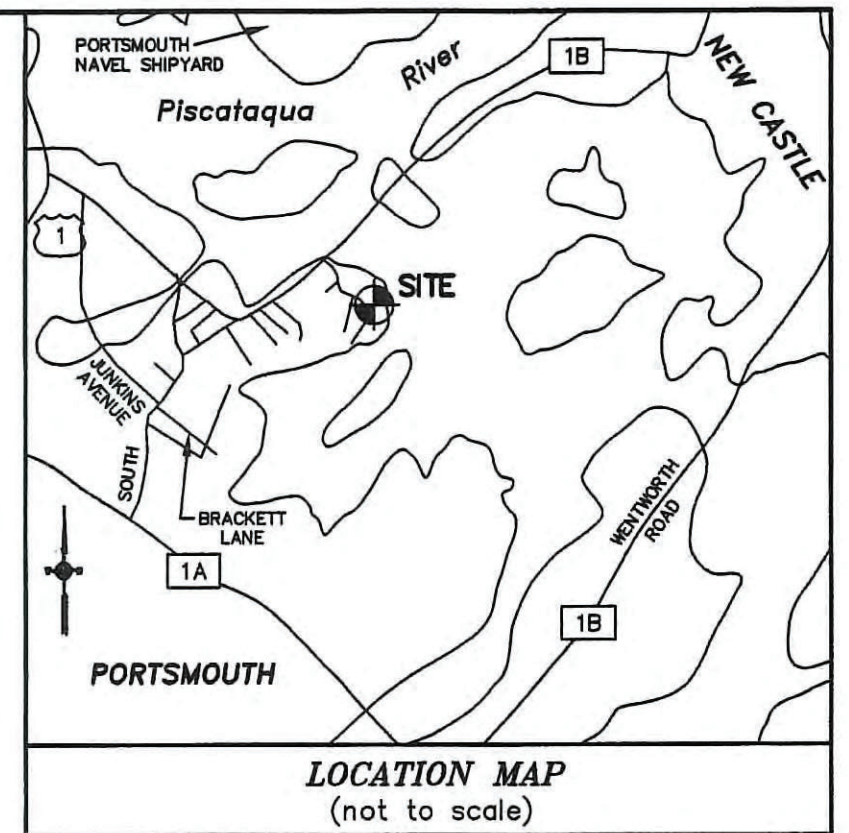 PORTSMOUTH
NAVEL SHIPYARD
River
1B
NEW CASTLE
Piscataqua
1
SITE
JUNKINS
AVENUE
SOUTH
BRACKETT
LANE
WENTWORTH
ROAD
1A
1B
PORTSMOUTH
LOCATION MAP
(not to scale)